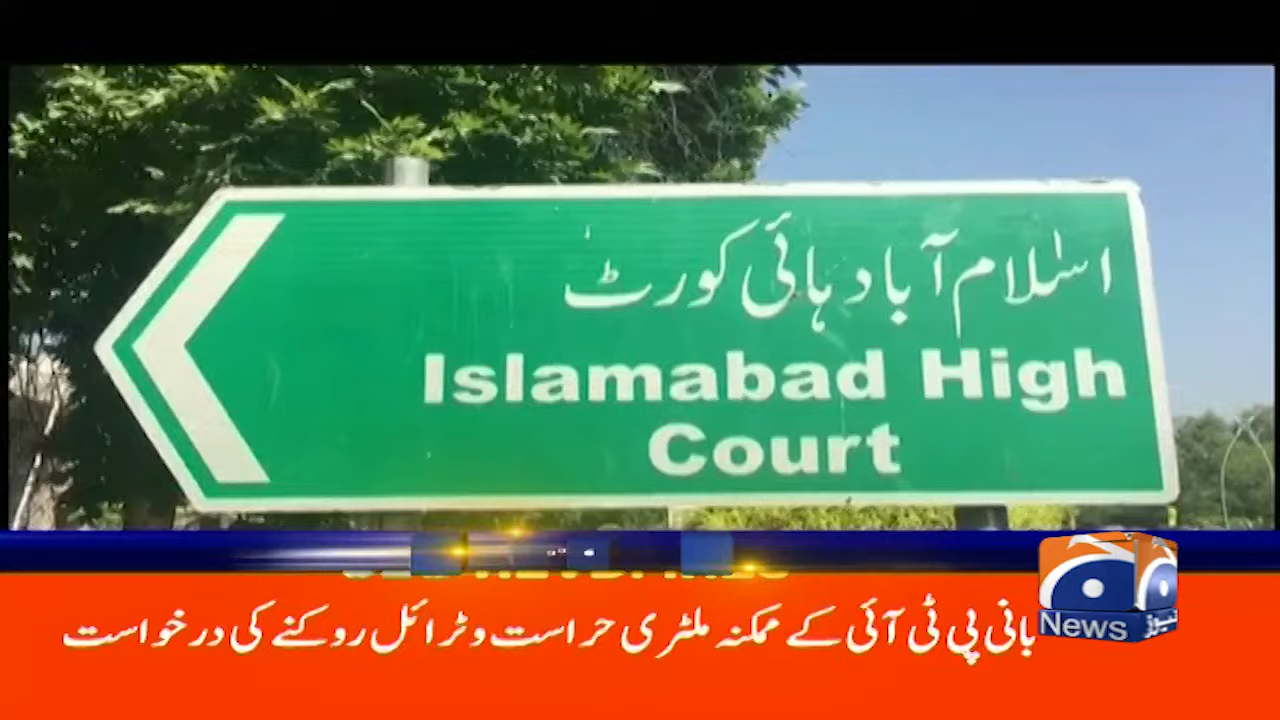 اسلام آباد ہائی کورٹ
Islamabad High
Court
بانی پی ٹی آئی کے ممکنہ ملٹری حراست و ٹرائل روکنے کی درخواست
News نیوز